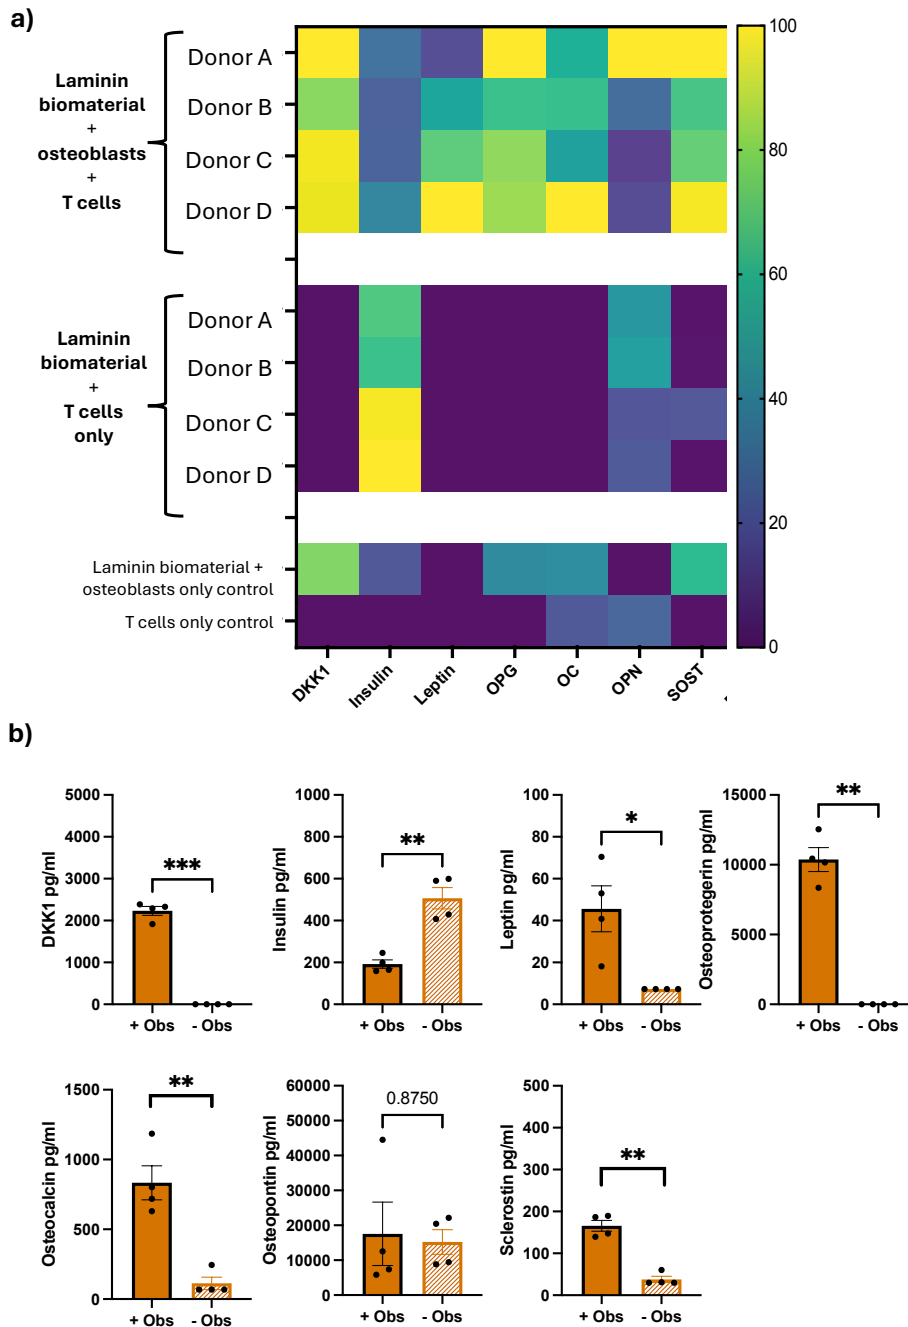 a)
Laminin
biomaterial
+
osteoblasts
+
T cells
Donor A
Donor B
Donor C
Donor D
Laminin
biomaterial
+
T cells
only
Donor A
Donor B
Donor C
Donor D
Laminin biomaterial +
osteoblasts only control
T cells only control
DKK1
Insulin
Leptin
OPG
OC
OPN
SOST
100
80
60
40
20
0
b)
DKK1 pg/ml
5000
4000
3000
2000
1000
0
***
+ Obs
- Obs
Insulin pg/ml
1000
800
600
400
200
0
**
+ Obs
- Obs
Leptin pg/ml
100
80
60
40
20
0
*
+ Obs
- Obs
Osteoprotegerin pg/ml
15000
10000
5000
0
**
+ Obs
- Obs
Osteocalcin pg/ml
1500
1000
500
0
**
+ Obs
- Obs
Osteopontin pg/ml
60000
50000
40000
30000
20000
10000
0
0.8750
+ Obs
- Obs
Sclerostin pg/ml
500
400
300
200
100
0
**
+ Obs
- Obs